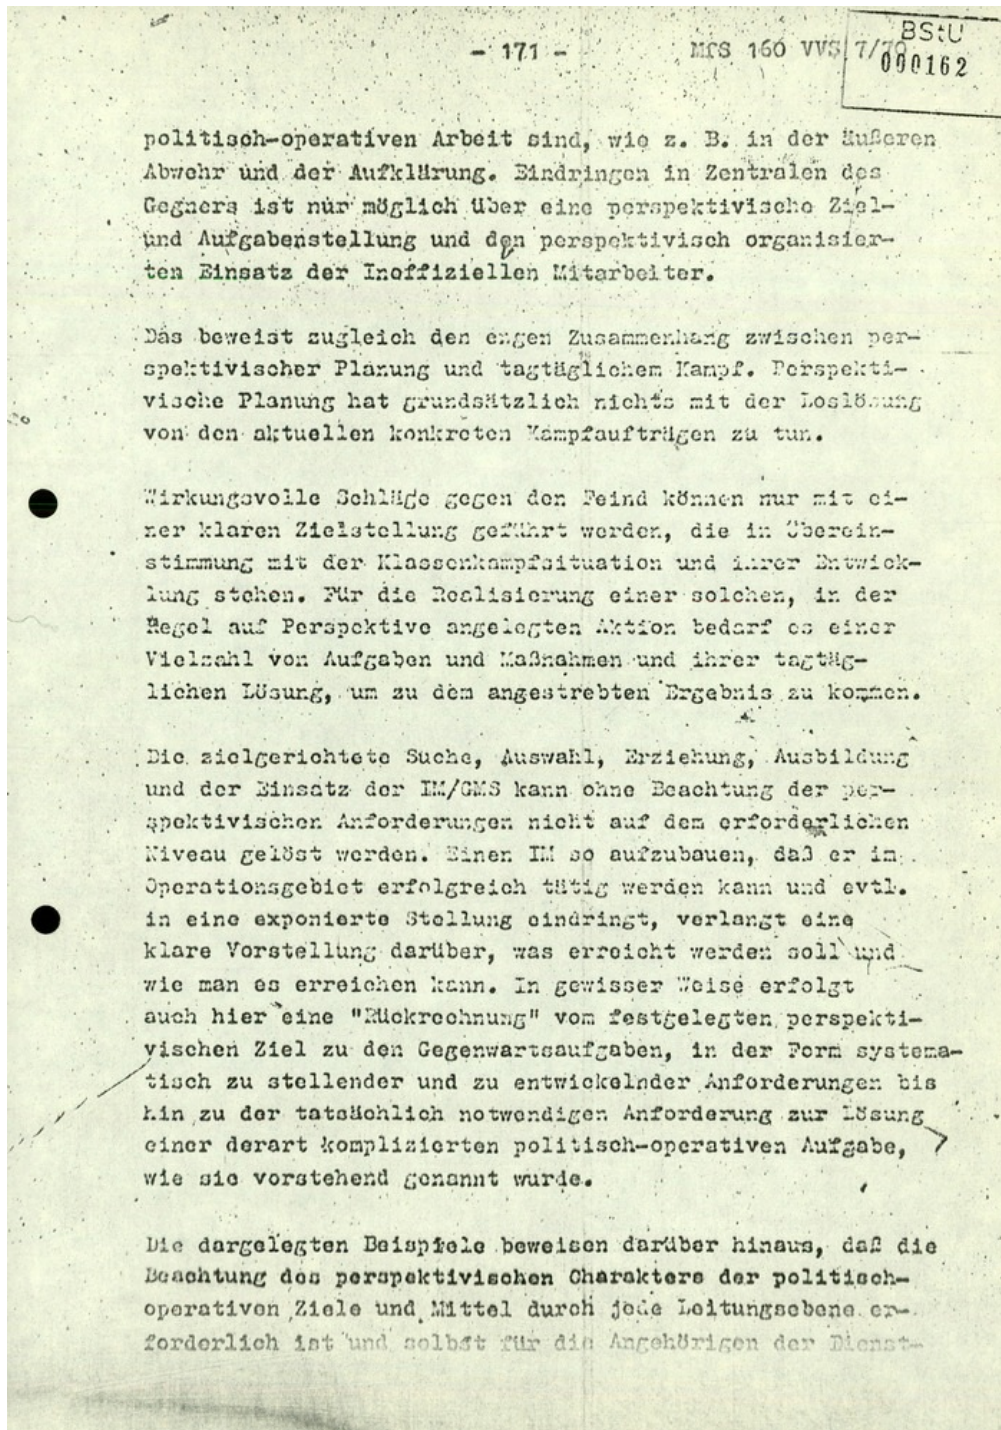 - 171 -
MfS 160 VVS 7/70
BStU
000162
politisch-operativen Arbeit sind, wie z. B. in der äußeren
Abwehr und der Aufklärung. Eindringen in Zentralen des
Gegners ist nur möglich über eine perspektivische Ziel-
und Aufgabenstellung und den perspektivisch organisier-
ten Einsatz der Inoffiziellen Mitarbeiter.
Das beweist zugleich den engen Zusammenhang zwischen per-
spektivischer Planung und tagtäglichem Kampf. Perspekti-
vische Planung hat grundsätzlich nichts mit der Loslösung
von den aktuellen konkreten Kampfaufträgen zu tun.
Wirkungsvolle Schläge gegen den Feind können nur mit ei-
ner klaren Zielstellung geführt werden, die in Überein-
stimmung mit der Klassenkampfsituation und ihrer Entwick-
lung stehen. Für die Realisierung einer solchen, in der
Regel auf Perspektive angelegten Aktion bedarf es einer
Vielzahl von Aufgaben und Maßnahmen und ihrer tagtäg-
lichen Lösung, um zu dem angestrebten Ergebnis zu kommen.
Die zielgerichtete Suche, Auswahl, Erziehung, Ausbildung
und der Einsatz der IM/GMS kann ohne Beachtung der per-
spektivischen Anforderungen nicht auf dem erforderlichen
Niveau gelöst werden. Einen IM so aufzubauen, daß er im
Operationsgebiet erfolgreich tätig werden kann und evtl.
in eine exponierte Stellung eindringt, verlangt eine
klare Vorstellung darüber, was erreicht werden soll und
wie man es erreichen kann. In gewisser Weise erfolgt
auch hier eine "Rückrechnung" vom festgelegten perspekti-
vischen Ziel zu den Gegenwartsaufgaben, in der Form systema-
tisch zu stellender und zu entwickelnder Anforderungen bis
hin zu der tatsächlich notwendigen Anforderung zur Lösung
einer derart komplizierten politisch-operativen Aufgabe,
wie sie vorstehend genannt wurde.
Die dargelegten Beispiele beweisen darüber hinaus, daß die
Beachtung des perspektivischen Charakters der politisch-
operativen Ziele und Mittel durch jede Leitungsebene er-
forderlich ist und selbst für die Angehörigen der Dienst-